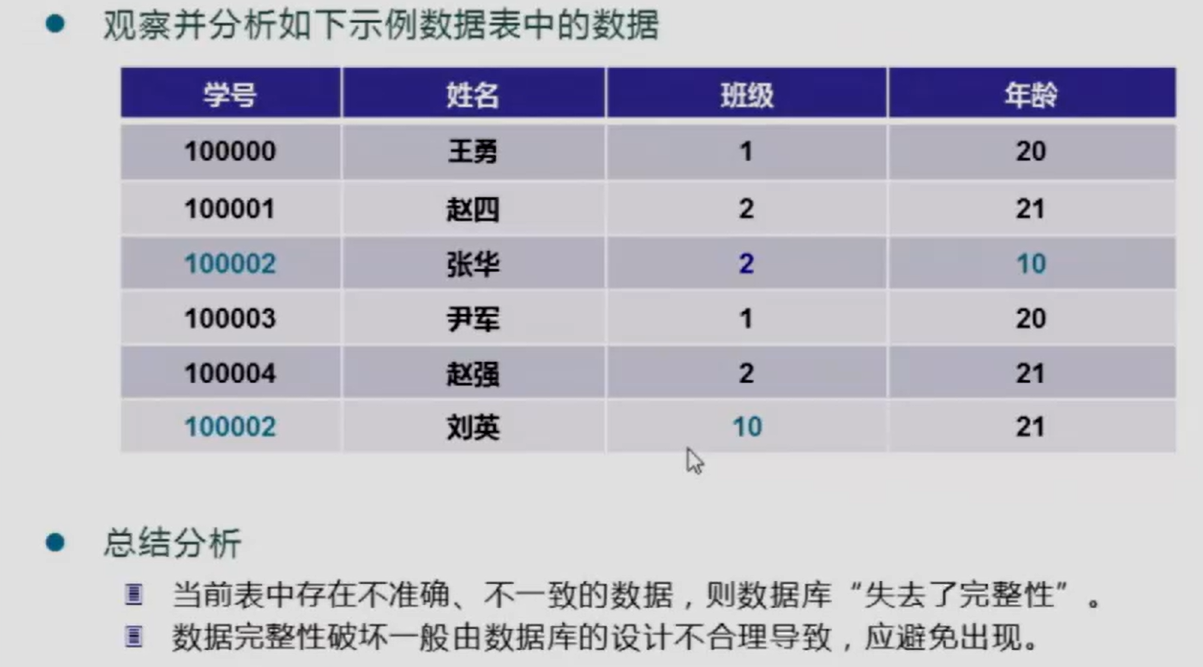 观察并分析如下示例数据表中的数据
学号 姓名 班级 年龄
100000 王勇 1 20
100001 赵四 2 21
100002 张华 2 10
100003 尹军 1 20
100004 赵强 2 21
100002 刘英 10 21
总结分析
当前表中存在不准确、不一致的数据，则数据库“失去了完整性”。
数据完整性破坏一般由数据库的设计不合理导致，应避免出现。